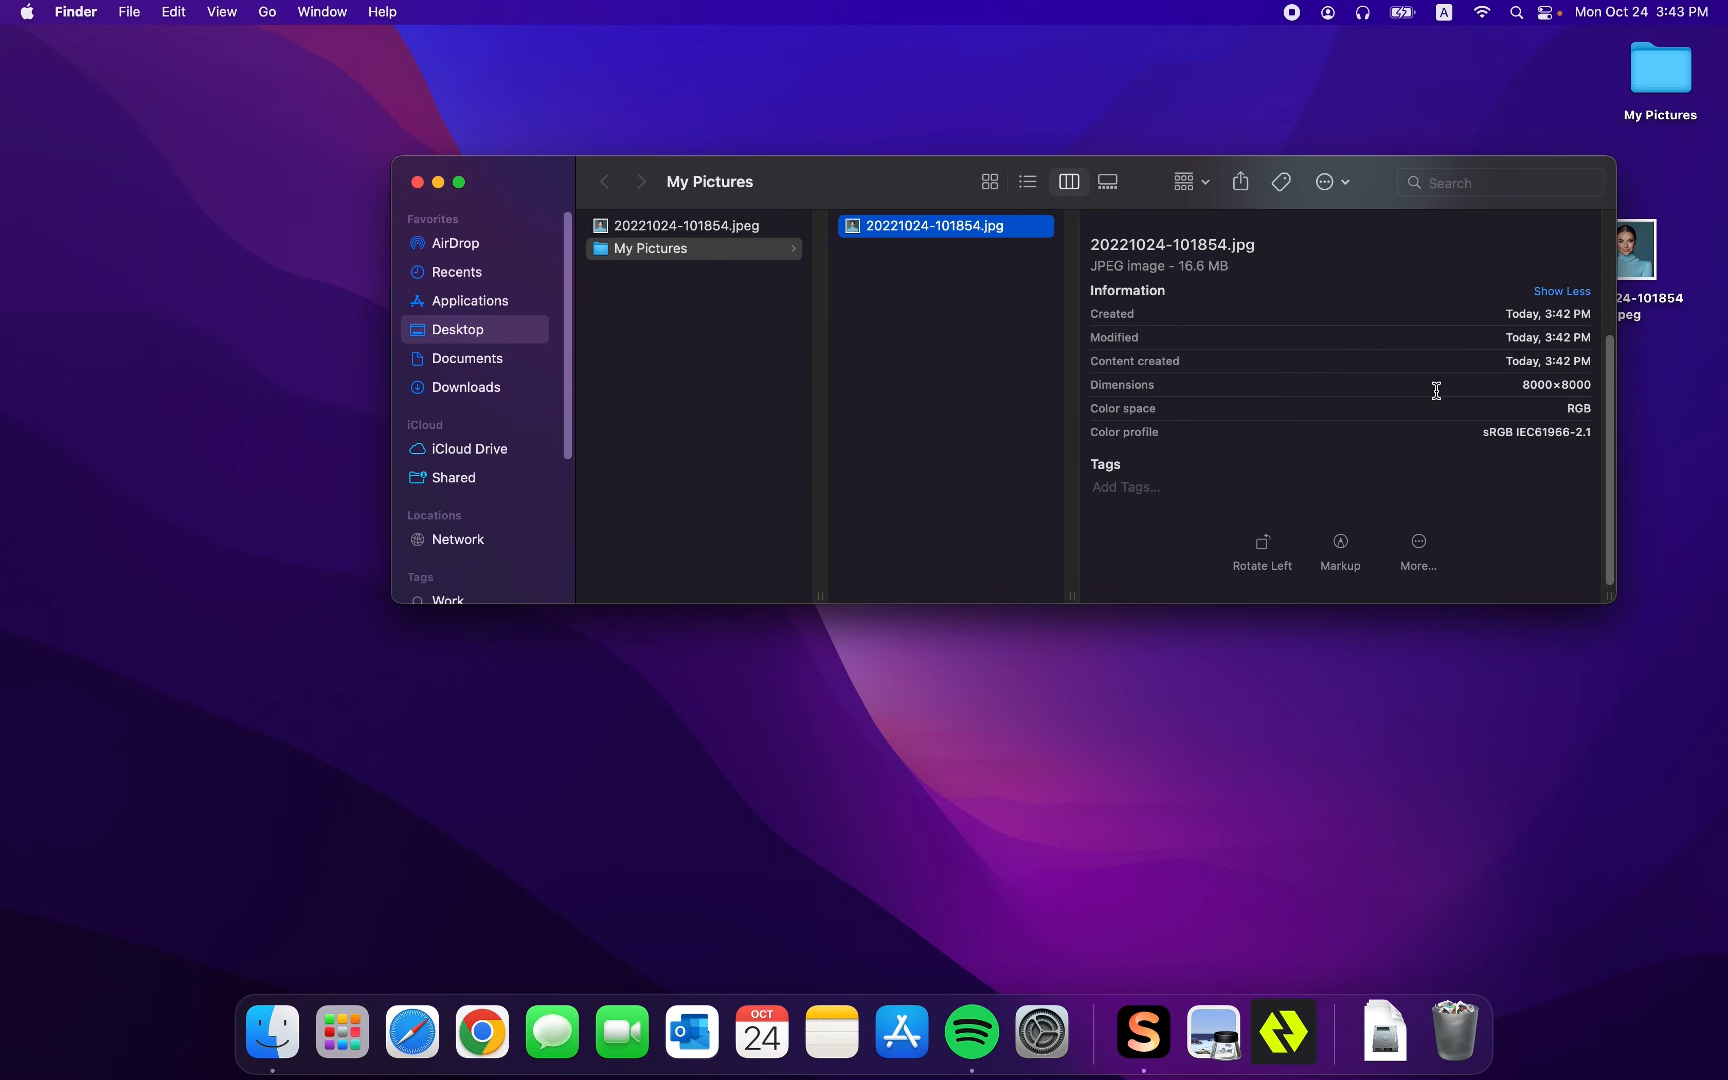 Finder File Edit View Go Window Help A Mon Oct 24 3:43 PM
My Pictures
My Pictures
Search
Favorites
AirDrop
Recents
Applications
Desktop
Documents
Downloads
iCloud
iCloud Drive
Shared
Locations
Network
Tags
Work
20221024-101854.jpeg
My Pictures
20221024-101854.jpg
20221024-101854.jpg
JPEG image - 16.6 MB
Information Show Less
Created Today, 3:42 PM
Modified Today, 3:42 PM
Content created Today, 3:42 PM
Dimensions 8000×8000
Color space RGB
Color profile sRGB IEC61966-2.1
Tags
Add Tags...
Rotate Left Markup More...
24-101854
peg
OCT
24